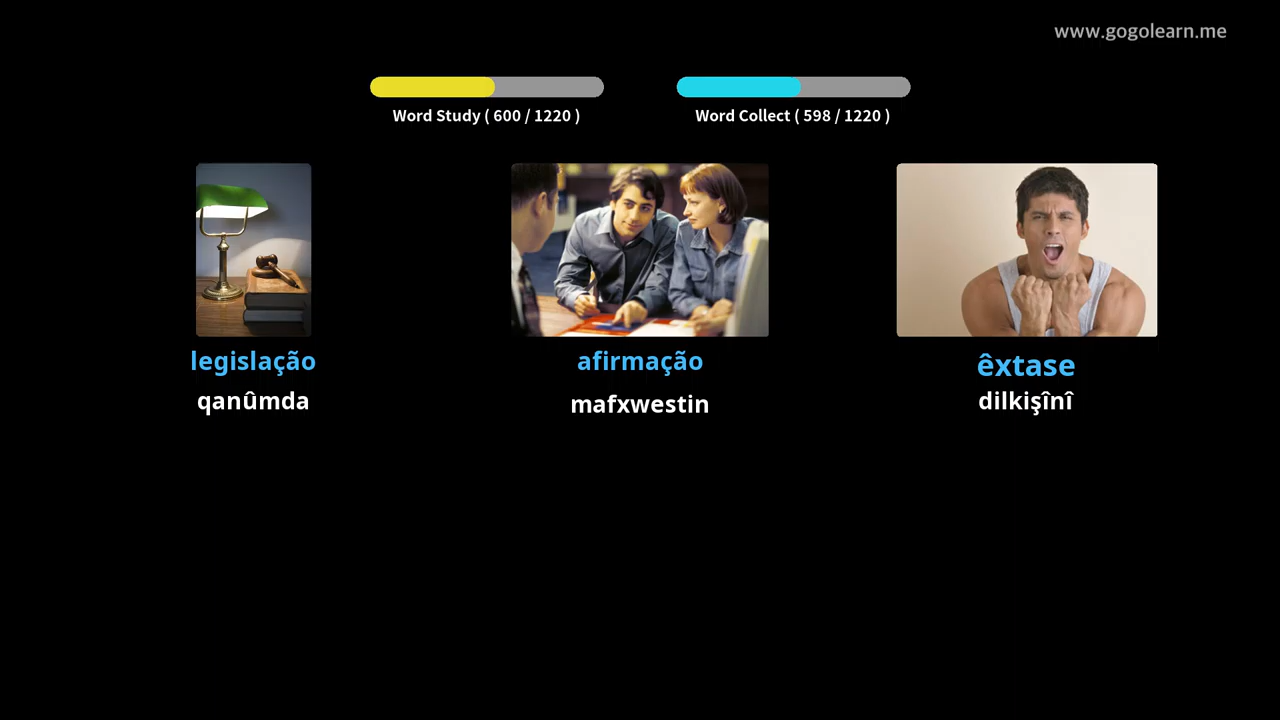 www.gogolearn.me
Word Study ( 600 / 1220 )
Word Collect ( 598 / 1220 )
legislação
qanûmda
afirmação
mafxwestin
êxtase
dilkişînî